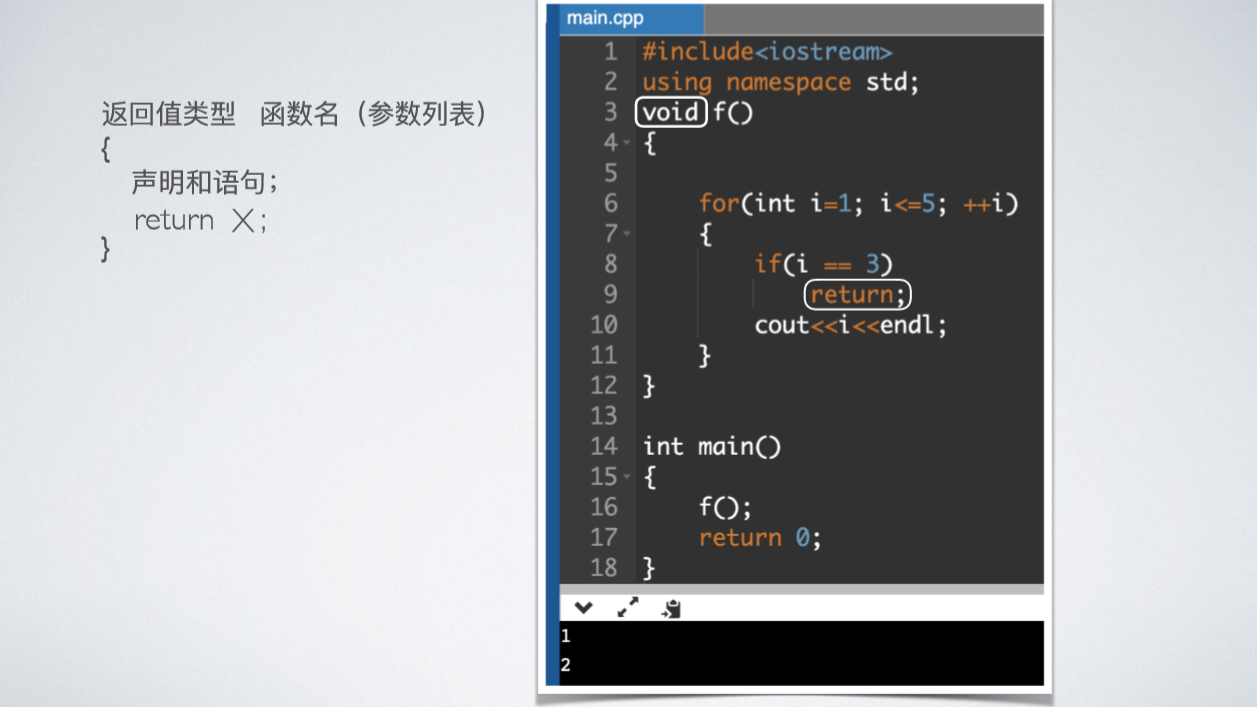 返回值类型 函数名（参数列表）
{
声明和语句；
return X;
}
main.cpp
1 #include<iostream>
2 using namespace std;
3 void f()
4 {
5
6 for(int i=1; i<=5; ++i)
7 {
8 if(i == 3)
9 return;
10 cout<<i<<endl;
11 }
12 }
13
14 int main()
15 {
16 f();
17 return 0;
18 }
1
2